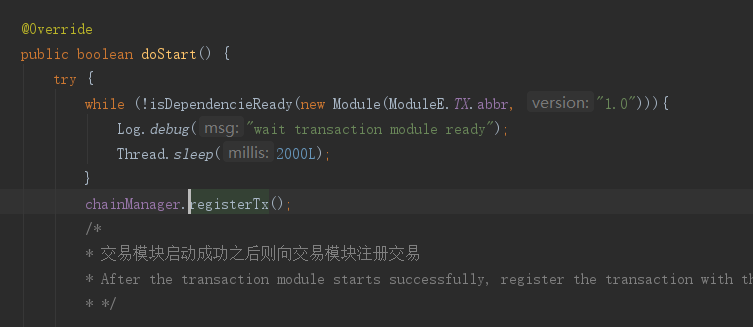 @Override
public boolean doStart() {
try {
while (!isDependencieReady(new Module(ModuleE.TX.abbr, version: "1.0"))){
Log.debug( msg: "wait transaction module ready");
Thread.sleep( millis: 2000L);
}
chainManager.registerTx();
/*
* 交易模块启动成功之后则向交易模块注册交易
* After the transaction module starts successfully, register the transaction with th
* */